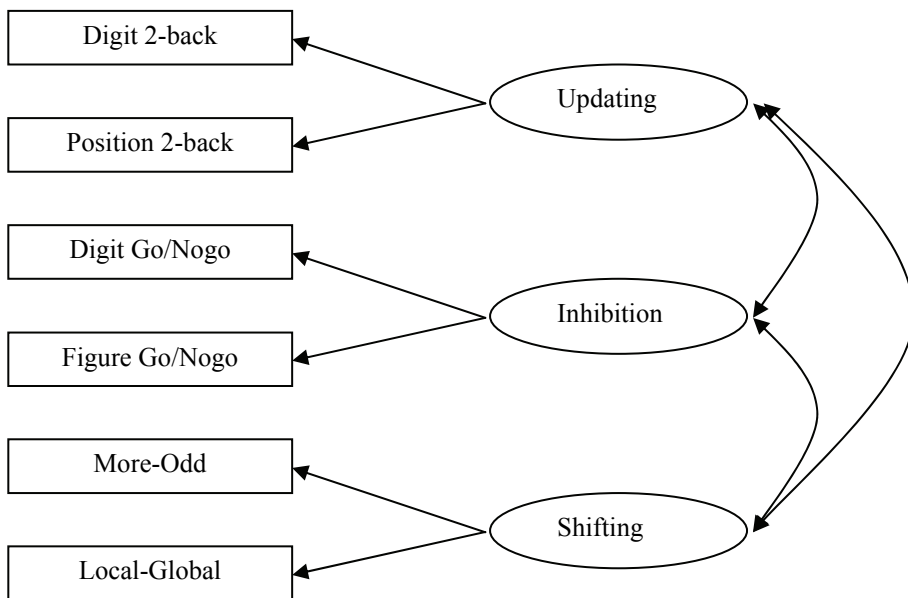 Digit 2-back
Updating
Position 2-back
Digit Go/Nogo
Inhibition
Figure Go/Nogo
More-Odd
Shifting
Local-Global